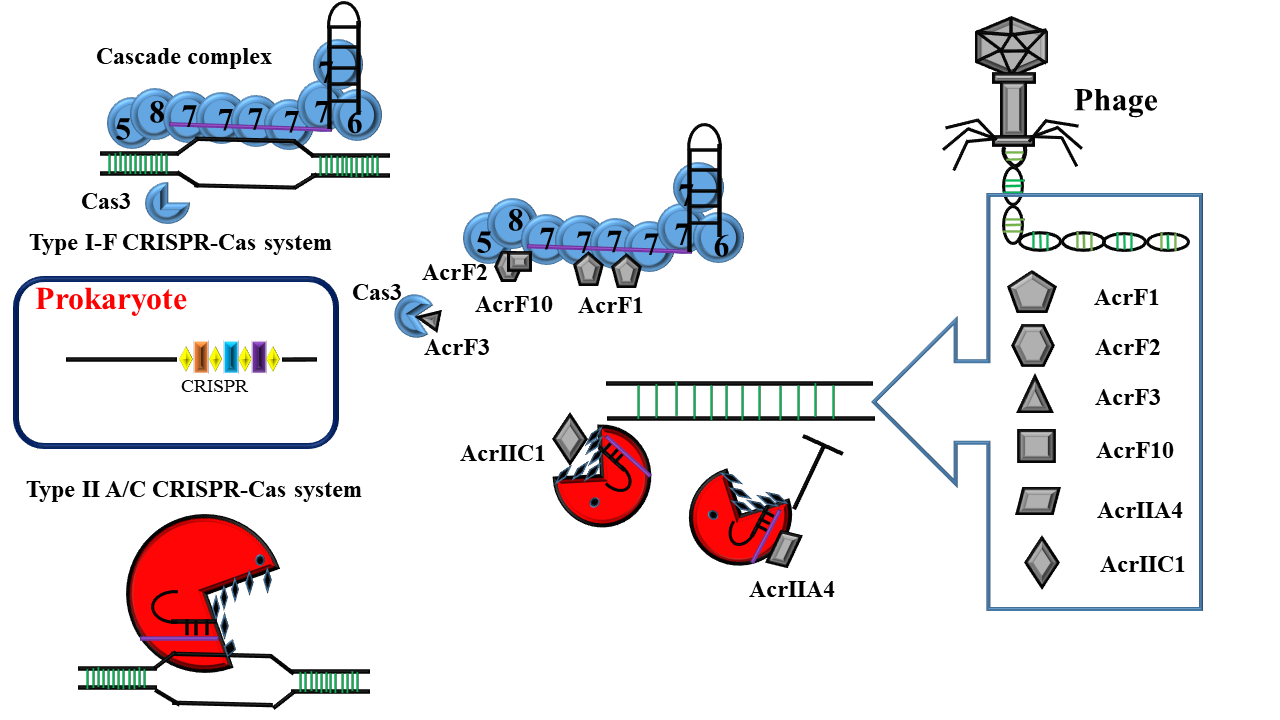 Cascade complex
7
5
8
7
7
7
7
7
6
Cas3
Type I-F CRISPR-Cas system
Prokaryote
CRISPR
Type II A/C CRISPR-Cas system
7
5
8
7
7
7
7
7
6
AcrF2
AcrF10
AcrF1
Cas3
AcrF3
AcrIIC1
AcrIIA4
Phage
AcrF1
AcrF2
AcrF3
AcrF10
AcrIIA4
AcrIIC1